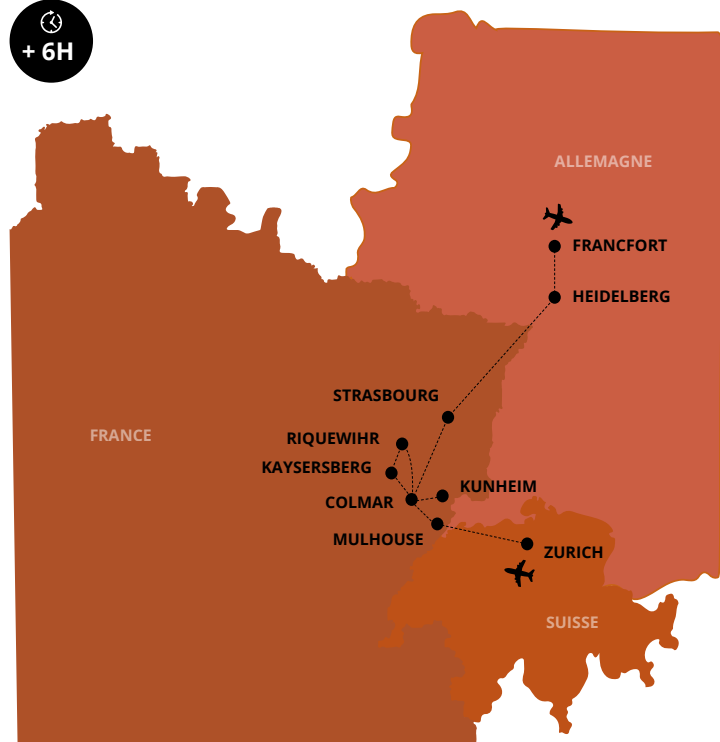 + 6H
ALLEMAGNE
FRANCFORT
HEIDELBERG
STRASBOURG
FRANCE
RIQUEWIHR
KAYSERSBERG
KUNHEIM
COLMAR
MULHOUSE
ZURICH
SUISSE